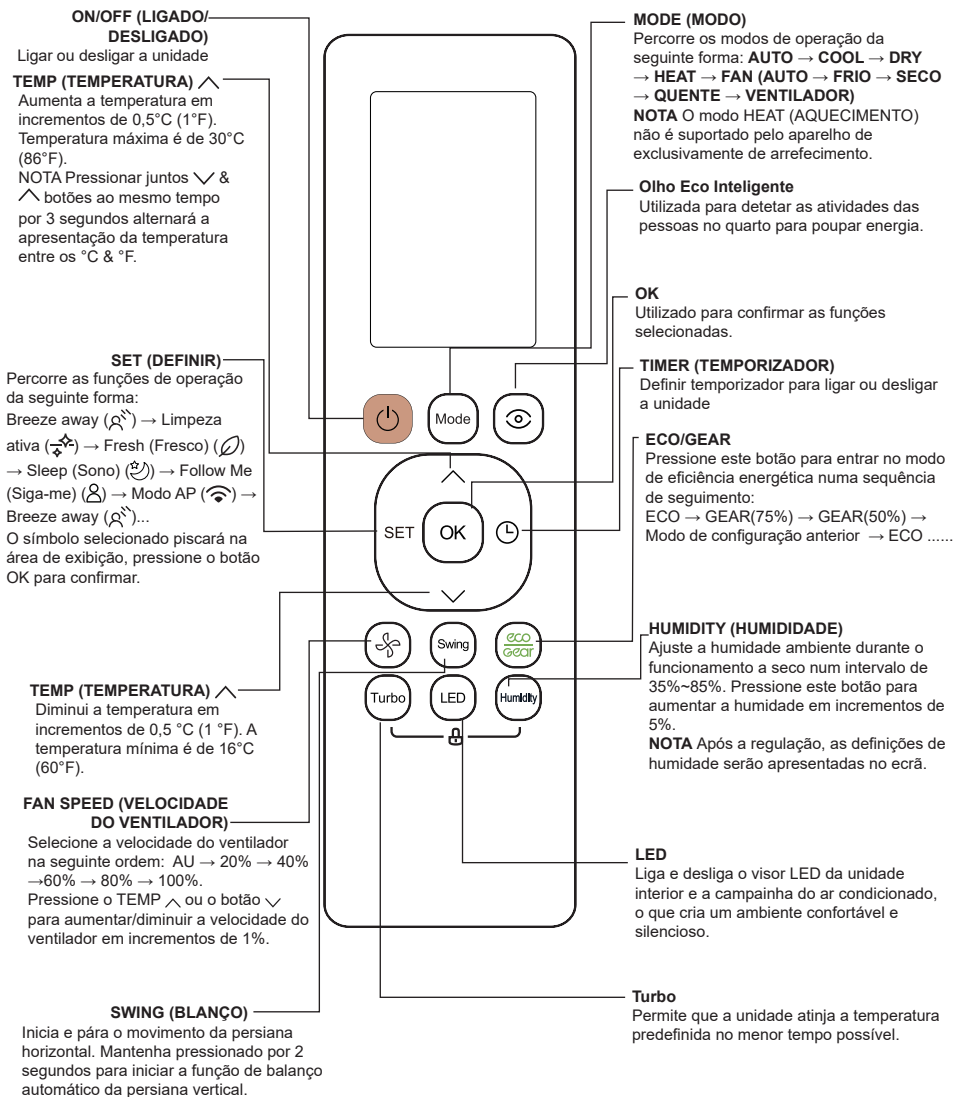 ON/OFF (LIGADO/
DESLIGADO)
Ligar ou desligar a unidade
TEMP (TEMPERATURA)
Aumenta a temperatura em
incrementos de 0,5°C (1°F).
Temperatura máxima é de 30°C
(86°F).
NOTA Pressionar juntos &
botões ao mesmo tempo
por 3 segundos alternará a
apresentação da temperatura
entre os °C & °F.
SET (DEFINIR)
Percorre as funções de operação
da seguinte forma:
Breeze away ( ) → Limpeza
ativa ( ) → Fresh (Fresco) ( )
→ Sleep (Sono) ( ) → Follow Me
(Siga-me) ( ) → Modo AP ( ) →
Breeze away ( )...
O símbolo selecionado piscará na
área de exibição, pressione o botão
OK para confirmar.
TEMP (TEMPERATURA)
Diminui a temperatura em
incrementos de 0,5 °C (1 °F). A
temperatura mínima é de 16°C
(60°F).
FAN SPEED (VELOCIDADE
DO VENTILADOR)
Selecione a velocidade do ventilador
na seguinte ordem: AU → 20% → 40%
→60% → 80% → 100%.
Pressione o TEMP ou o botão
para aumentar/diminuir a velocidade do
ventilador em incrementos de 1%.
SWING (BLANÇO)
Inicia e pára o movimento da persiana
horizontal. Mantenha pressionado por 2
segundos para iniciar a função de balanço
automático da persiana vertical.
Mode
SET
OK
Swing
eco
Gear
Turbo
LED
Humidity
MODE (MODO)
Percorre os modos de operação da
seguinte forma: AUTO → COOL → DRY
→ HEAT → FAN (AUTO → FRIO → SECO
→ QUENTE → VENTILADOR)
NOTA O modo HEAT (AQUECIMENTO)
não é suportado pelo aparelho de
exclusivamente de arrefecimento.
Olho Eco Inteligente
Utilizada para detetar as atividades das
pessoas no quarto para poupar energia.
OK
Utilizado para confirmar as funções
selecionadas.
TIMER (TEMPORIZADOR)
Definir temporizador para ligar ou desligar
a unidade
ECO/GEAR
Pressione este botão para entrar no modo
de eficiência energética numa sequência
de seguimento:
ECO → GEAR(75%) → GEAR(50%) →
Modo de configuração anterior → ECO ......
HUMIDITY (HUMIDIDADE)
Ajuste a humidade ambiente durante o
funcionamento a seco num intervalo de
35%~85%. Pressione este botão para
aumentar a humidade em incrementos de
5%.
NOTA Após a regulação, as definições de
humidade serão apresentadas no ecrã.
LED
Liga e desliga o visor LED da unidade
interior e a campainha do ar condicionado,
o que cria um ambiente confortável e
silencioso.
Turbo
Permite que a unidade atinja a temperatura
predefinida no menor tempo possível.